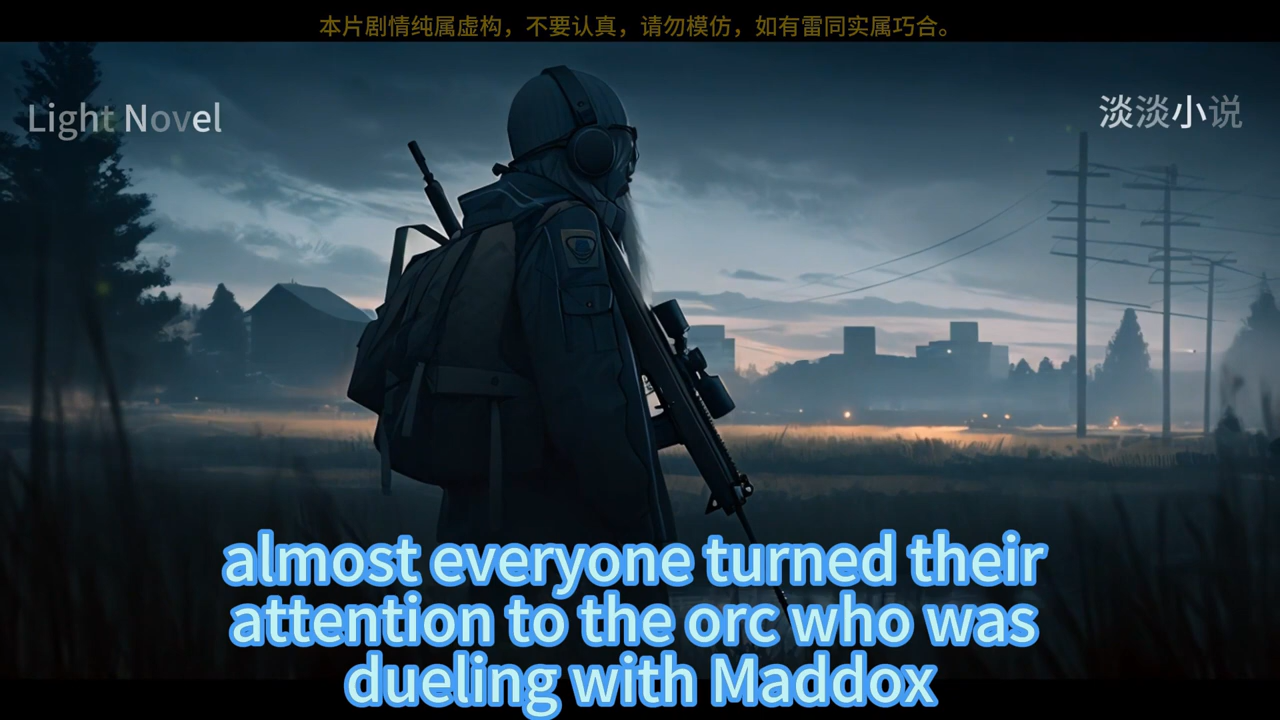 本片剧情纯属虚构，不要认真，请勿模仿，如有雷同实属巧合。
Light Novel
淡淡小说
almost everyone turned their
attention to the orc who was
dueling with Maddox